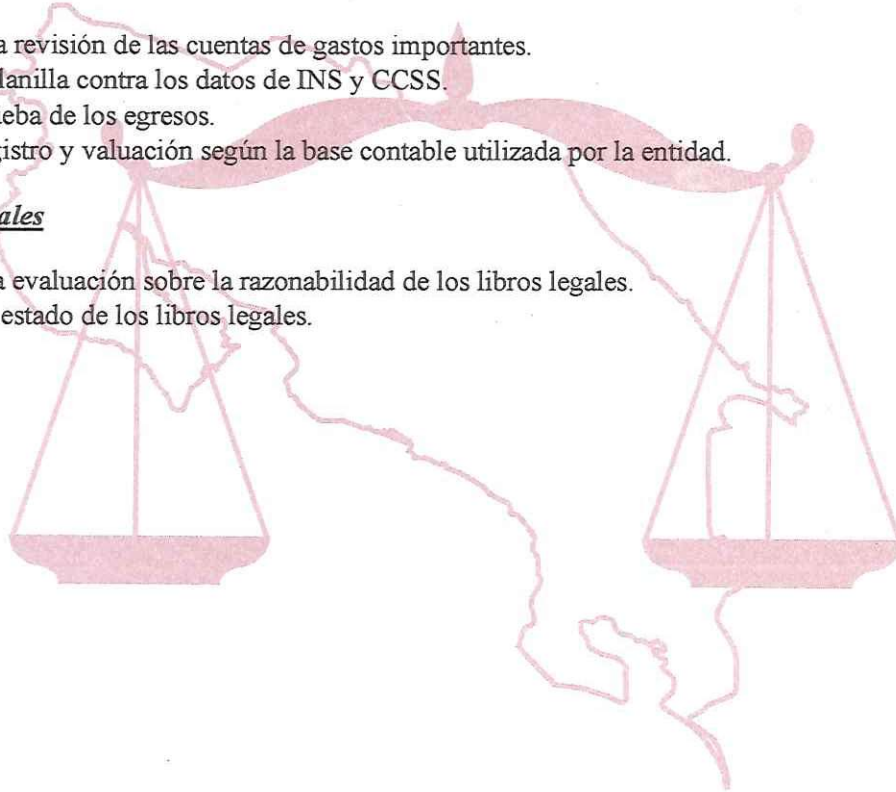 a revisión de las cuentas de gastos importantes.
lanilla contra los datos de INS y CCSS.
ueba de los egresos.
gistro y valuación según la base contable utilizada por la entidad.
ales
a evaluación sobre la razonabilidad de los libros legales.
estado de los libros legales.